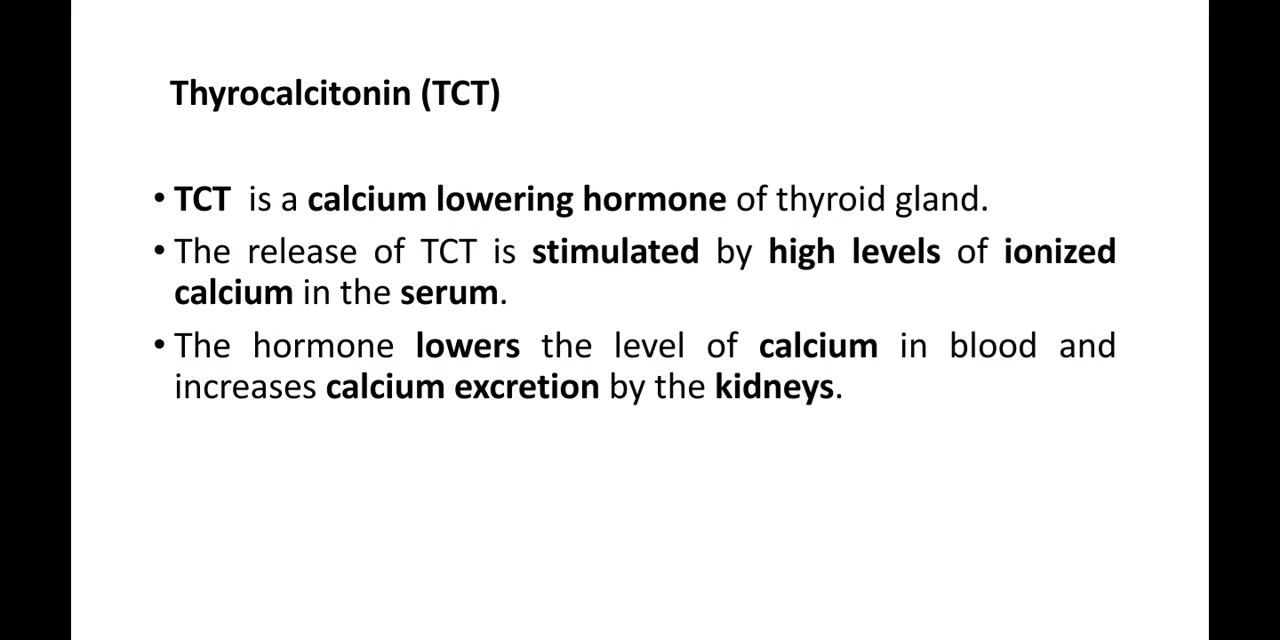 Thyrocalcitonin (TCT)
• TCT is a calcium lowering hormone of thyroid gland.
• The release of TCT is stimulated by high levels of ionized
calcium in the serum.
• The hormone lowers the level of calcium in blood and
increases calcium excretion by the kidneys.